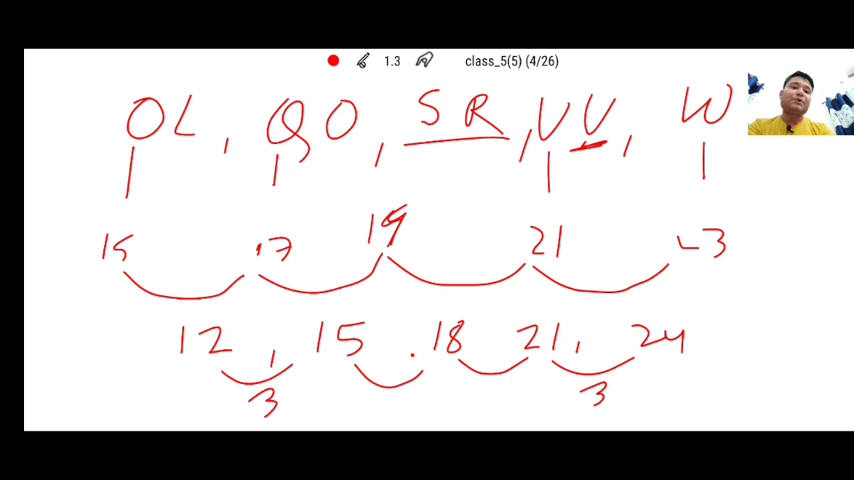 1.3 class_5(5) (4/26)
OL, QO, SR, UU, W
15 17 19 21 23
12, 15, 18 21, 24
3 3